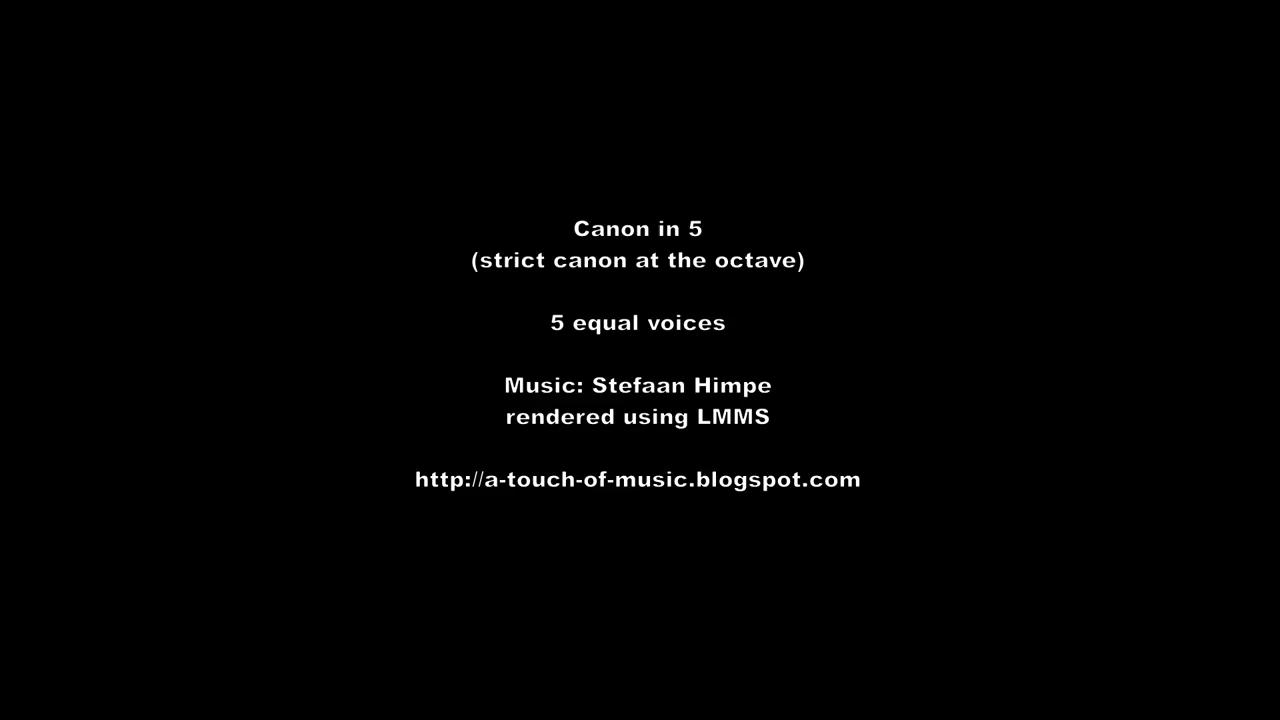 Canon in 5
(strict canon at the octave)
5 equal voices
Music: Stefaan Himpe
rendered using LMMS
http://a-touch-of-music.blogspot.com